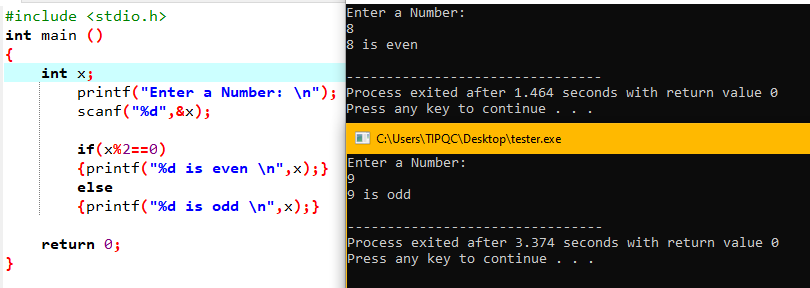 #include <stdio.h>
int main ()
{
int x;
printf("Enter a Number: \n");
scanf("%d",&x);
if(x%2==0)
{printf("%d is even \n",x);}
else
{printf("%d is odd \n",x);}
return 0;
}
Enter a Number:
8
8 is even
--------------------------------
Process exited after 1.464 seconds with return value 0
Press any key to continue . . .
C:\Users\TIPQC\Desktop\tester.exe
Enter a Number:
9
9 is odd
--------------------------------
Process exited after 3.374 seconds with return value 0
Press any key to continue . . .